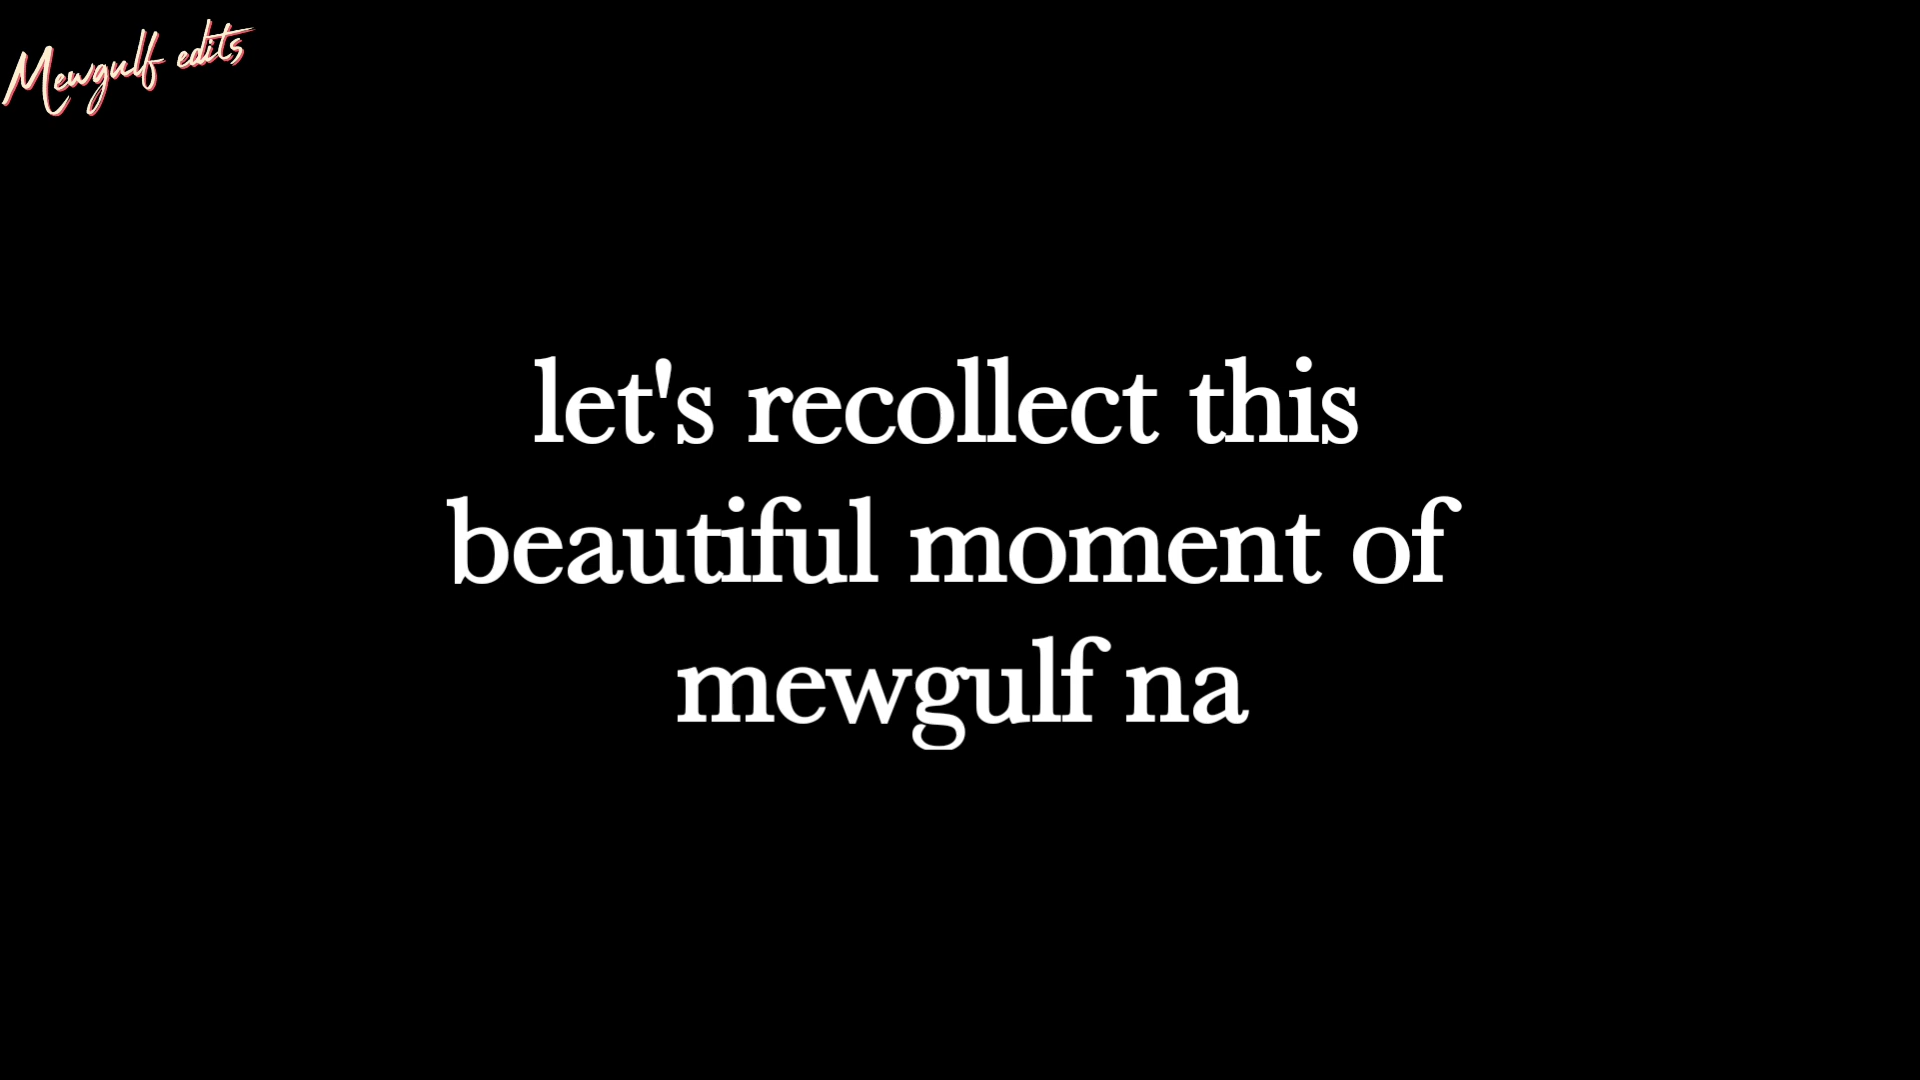 Mewgulf edits
let's recollect this
beautiful moment of
mewgulf na